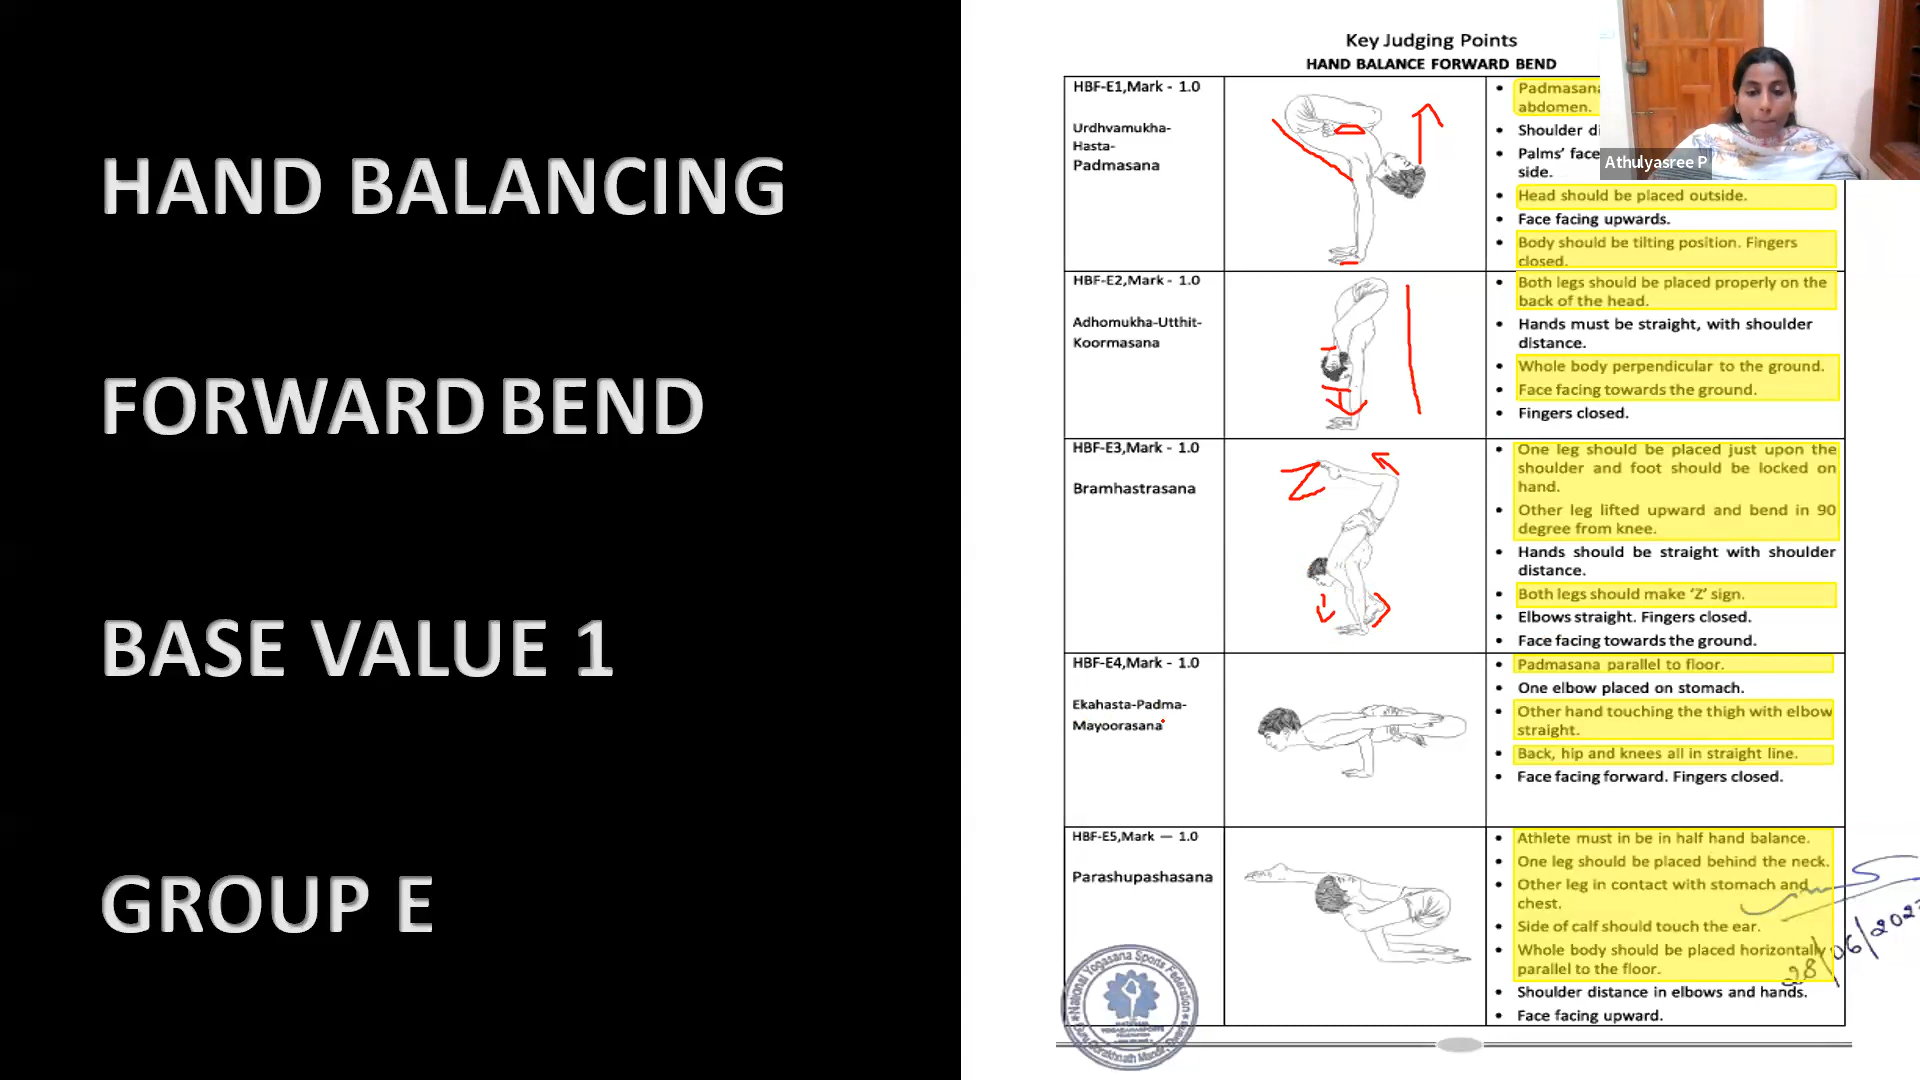 HAND BALANCING
FORWARD BEND
BASE VALUE 1
GROUP E
Key Judging Points
HAND BALANCE FORWARD BEND
HBF-E1,Mark - 1.0
Urdhvamukha-
Hasta-
Padmasana
• Padmasana
abdomen.
• Shoulder di
• Palms’ face
side.
• Head should be placed outside.
• Face facing upwards.
• Body should be tilting position. Fingers
closed.
HBF-E2,Mark - 1.0
Adhomukha-Utthit-
Koormasana
• Both legs should be placed properly on the
back of the head.
• Hands must be straight, with shoulder
distance.
• Whole body perpendicular to the ground.
• Face facing towards the ground.
• Fingers closed.
HBF-E3,Mark - 1.0
Bramhastrasana
Z
• One leg should be placed just upon the
shoulder and foot should be locked on
hand.
• Other leg lifted upward and bend in 90
degree from knee.
• Hands should be straight with shoulder
distance.
• Both legs should make ‘Z’ sign.
• Elbows straight. Fingers closed.
• Face facing towards the ground.
HBF-E4,Mark - 1.0
Ekahasta-Padma-
Mayoorasana
• Padmasana parallel to floor.
• One elbow placed on stomach.
• Other hand touching the thigh with elbow
straight.
• Back, hip and knees all in straight line.
• Face facing forward. Fingers closed.
HBF-E5,Mark — 1.0
Parashupashasana
• Athlete must in be in half hand balance.
• One leg should be placed behind the neck.
• Other leg in contact with stomach and
chest.
• Side of calf should touch the ear.
• Whole body should be placed horizontally
parallel to the floor.
• Shoulder distance in elbows and hands.
• Face facing upward.
28/06/202
National Yogasana Sports Federation
Athulyasree P